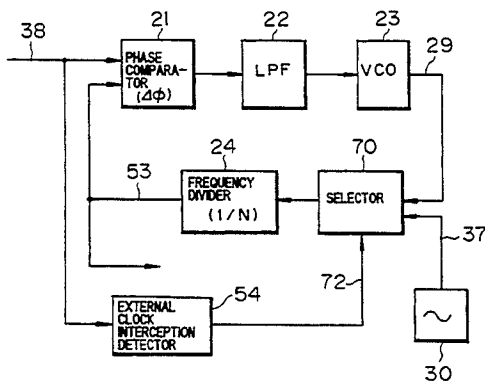 38
21
PHASE
COMPARA-
TOR
(Δϕ)
22
LPF
23
VCO
29
53
24
FREQUENCY
DIVIDER
(1/N)
70
SELECTOR
37
54
EXTERNAL
CLOCK
INTERCEPTION
DETECTOR
72
30